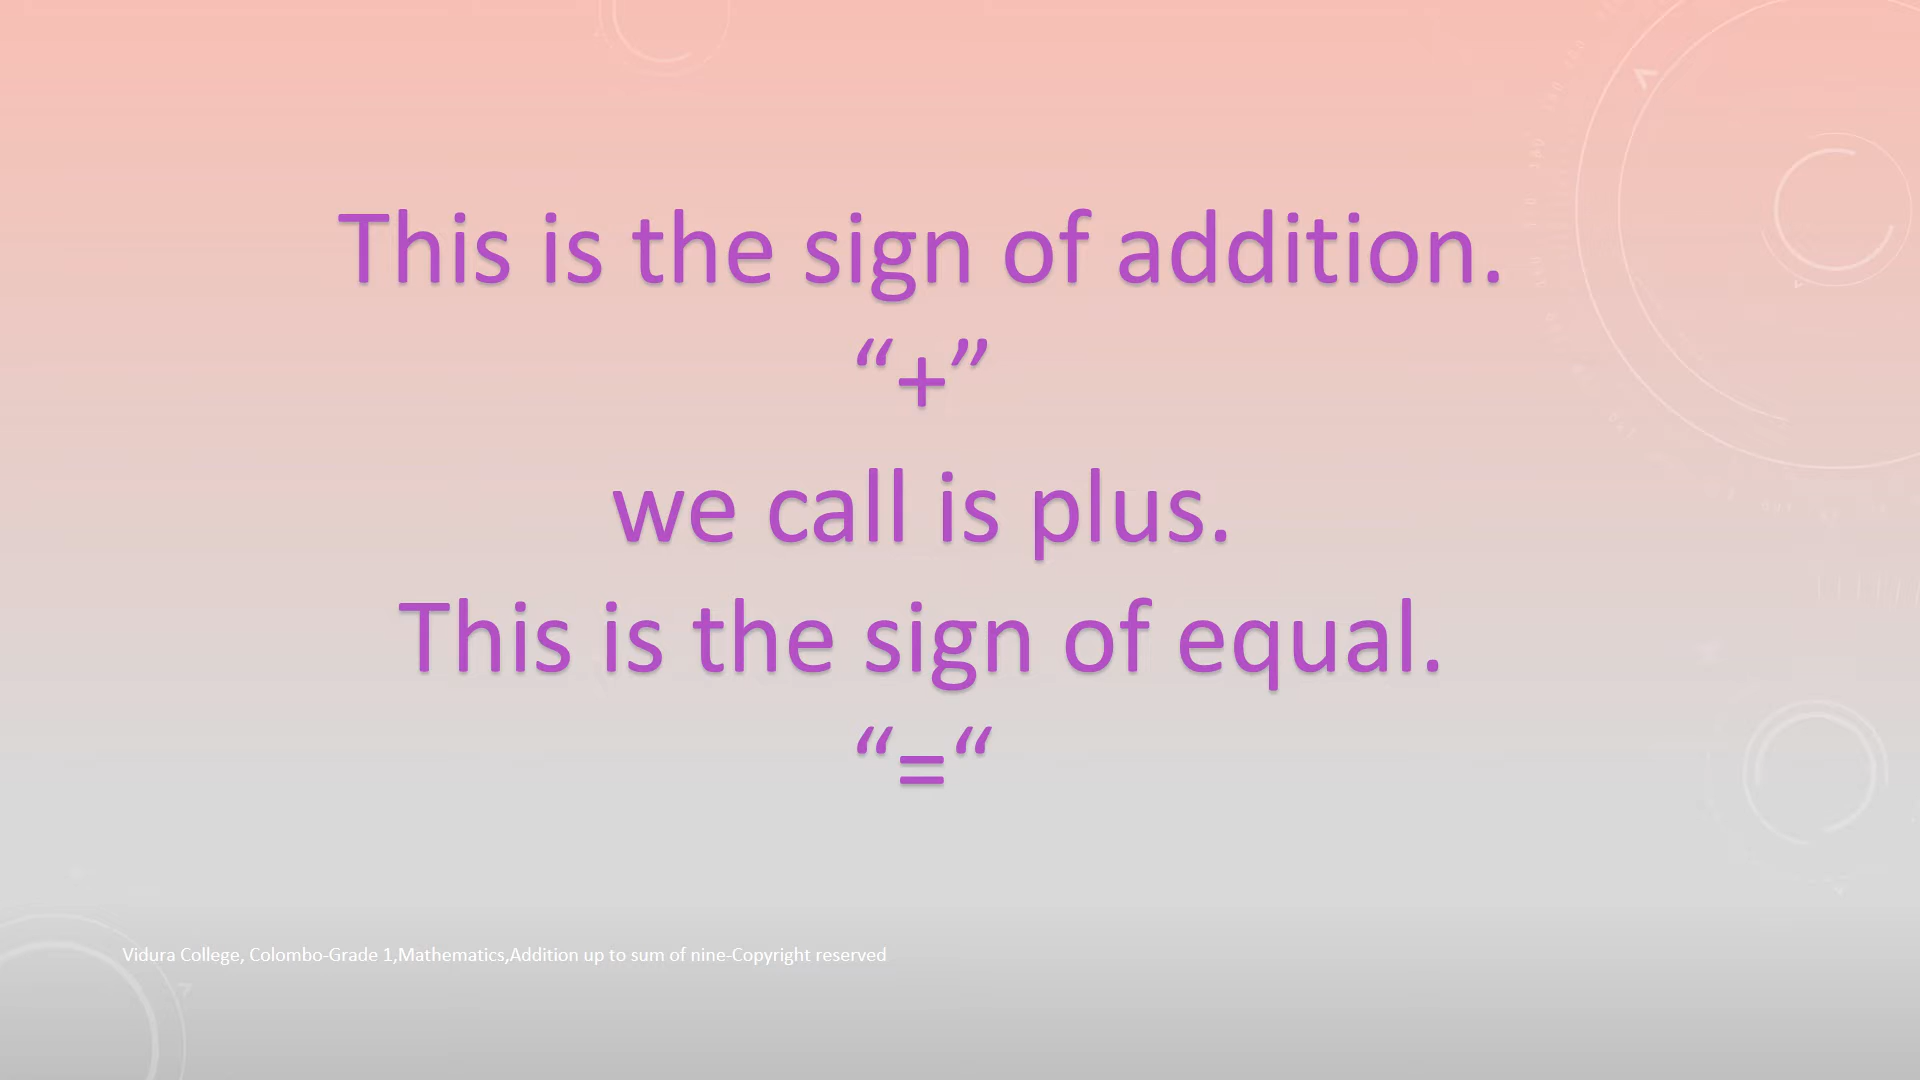 This is the sign of addition.
“+”
we call is plus.
This is the sign of equal.
“=“
Vidura College, Colombo-Grade 1,Mathematics,Addition up to sum of nine-Copyright reserved